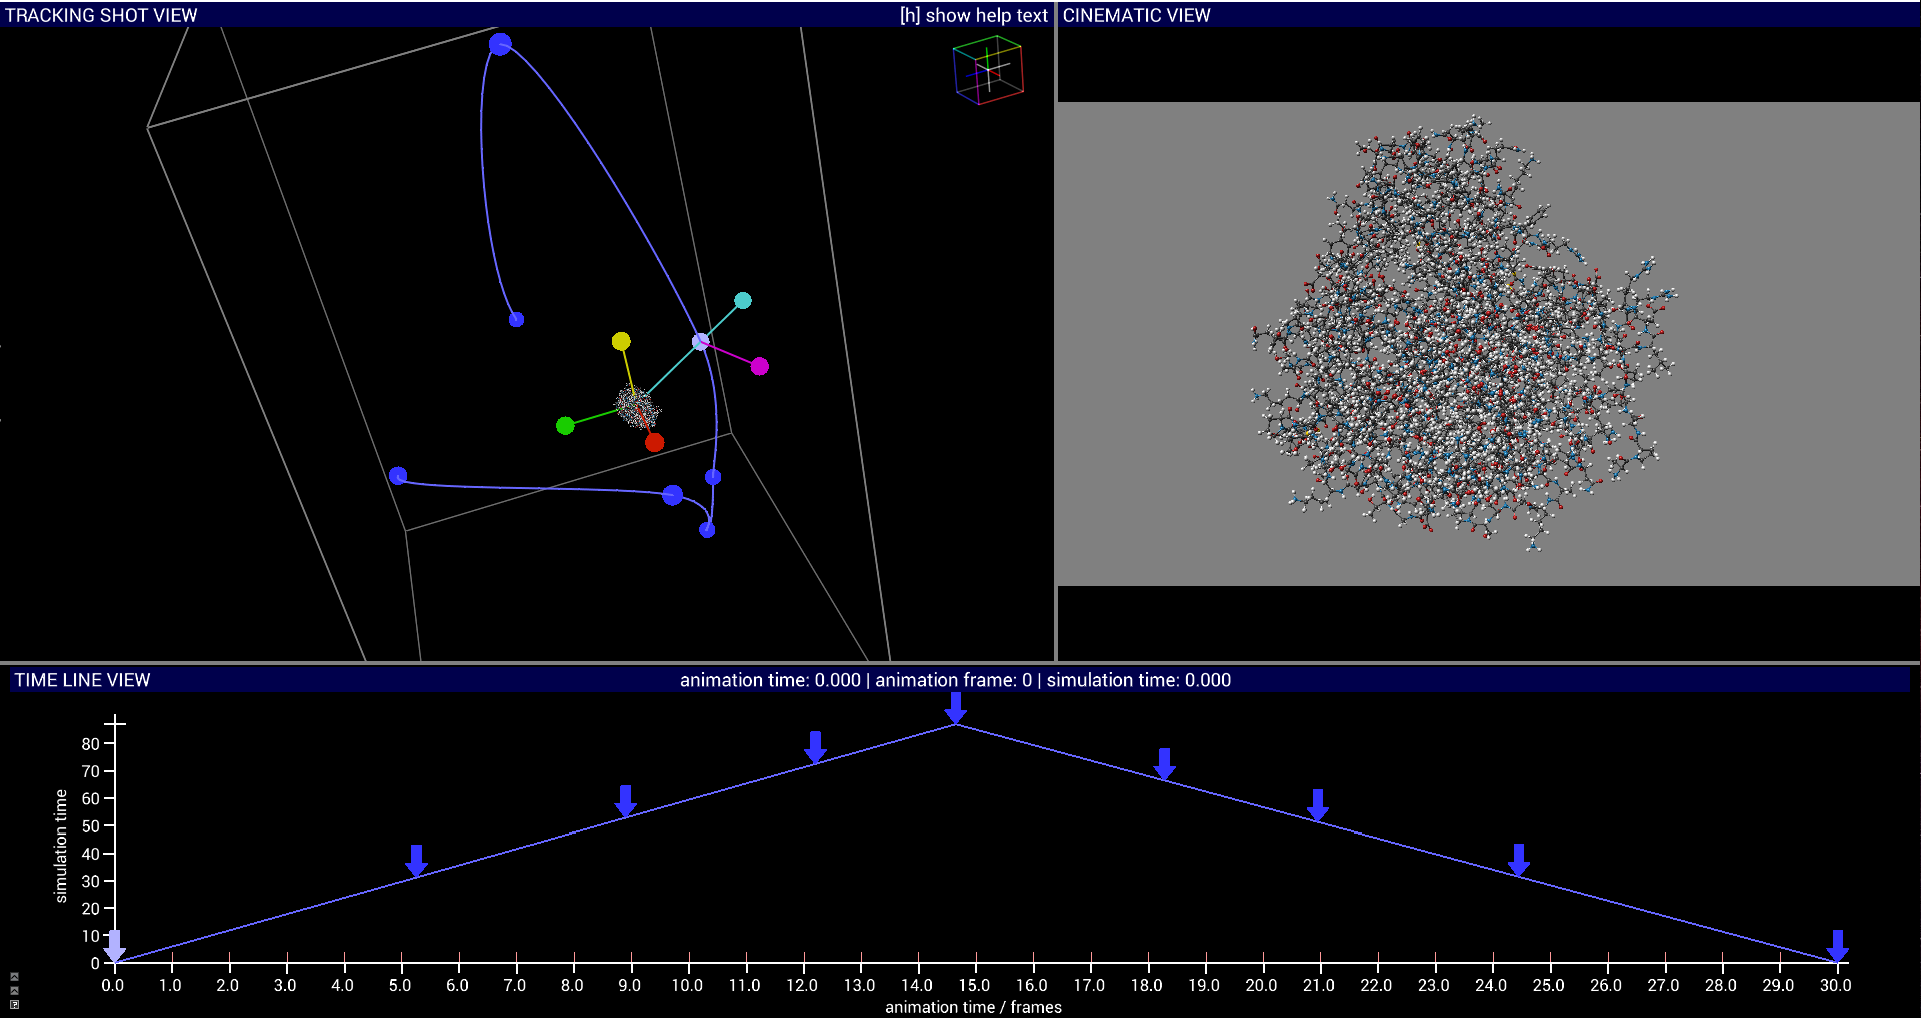 TRACKING SHOT VIEW [h] show help text
CINEMATIC VIEW
TIME LINE VIEW animation time: 0.000 | animation frame: 0 | simulation time: 0.000
simulation time
80
70
60
50
40
30
20
10
0
0.0 1.0 2.0 3.0 4.0 5.0 6.0 7.0 8.0 9.0 10.0 11.0 12.0 13.0 14.0 15.0 16.0 17.0 18.0 19.0 20.0 21.0 22.0 23.0 24.0 25.0 26.0 27.0 28.0 29.0 30.0
animation time / frames